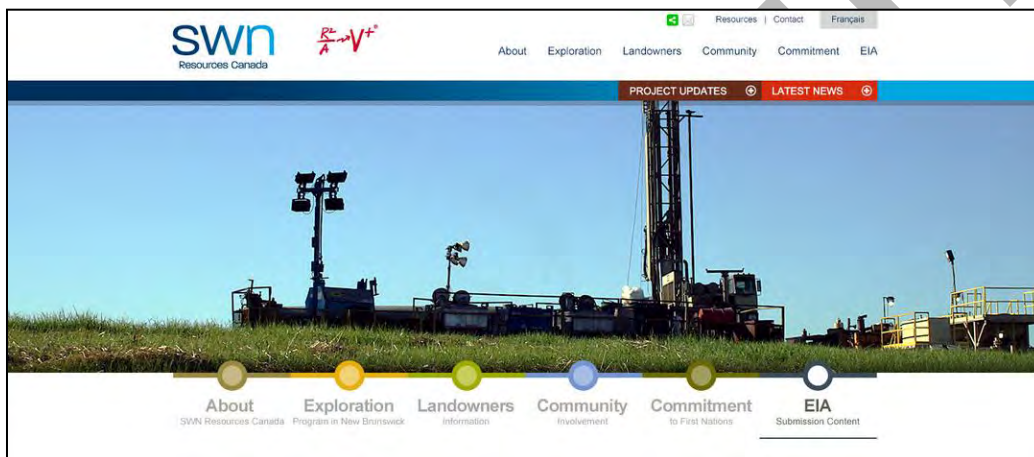 Resources | Contact Français
swn
Resources Canada
R²/A → V+
About Exploration Landowners Community Commitment EIA
PROJECT UPDATES LATEST NEWS
About Exploration Landowners Community Commitment EIA
SWN Resources Canada Program in New Brunswick Information Involvement to First Nations Submission Content